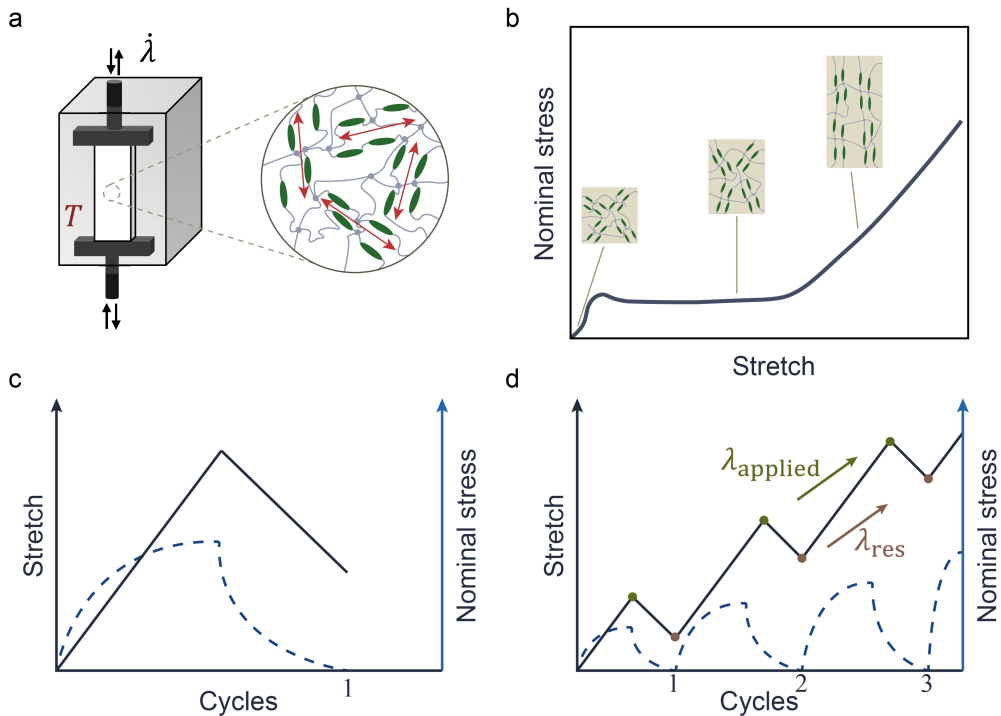 a
λ̇
T
b
Nominal stress
Stretch
c
Stretch
Nominal stress
1
Cycles
d
Stretch
Nominal stress
λapplied
λres
1
2
3
Cycles